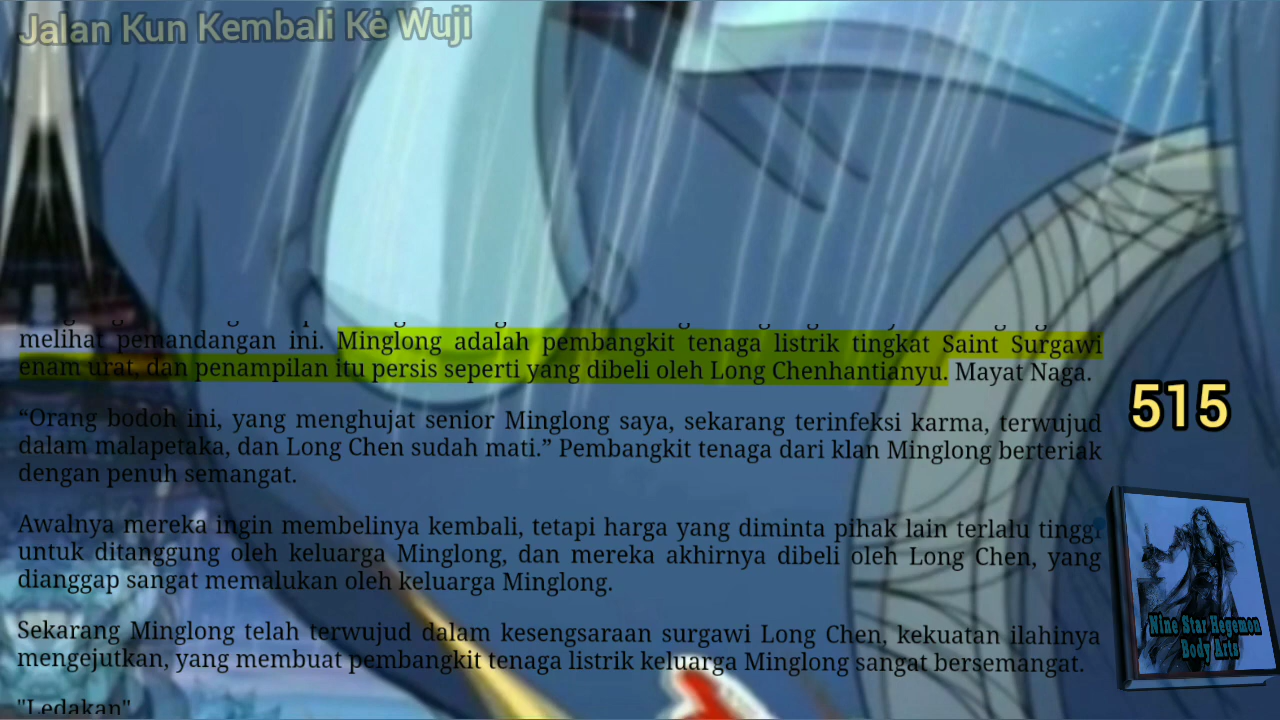 Jalan Kun Kembali Kė Wuji
melihat pemandangan ini. Minglong adalah pembangkit tenaga listrik tingkat Saint Surgawi
enam urat, dan penampilan itu persis seperti yang dibeli oleh Long Chenhantianyu. Mayat Naga.
“Orang bodoh ini, yang menghujat senior Minglong saya, sekarang terinfeksi karma, terwujud
dalam malapetaka, dan Long Chen sudah mati.” Pembangkit tenaga dari klan Minglong berteriak
dengan penuh semangat.
515
Awalnya mereka ingin membelinya kembali, tetapi harga yang diminta pihak lain terlalu tinggi
untuk ditanggung oleh keluarga Minglong, dan mereka akhirnya dibeli oleh Long Chen, yang
dianggap sangat memalukan oleh keluarga Minglong.
Sekarang Minglong telah terwujud dalam kesengsaraan surgawi Long Chen, kekuatan ilahinya
mengejutkan, yang membuat pembangkit tenaga listrik keluarga Minglong sangat bersemangat.
"Ledakan"
Nine Star Hegemon
Body Arts